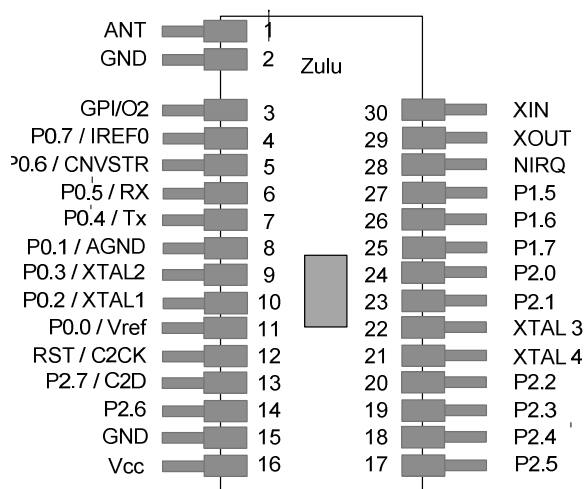 ANT 1
GND 2
Zulu
GPI/O2 3 30 XIN
P0.7 / IREF0 4 29 XOUT
P0.6 / CNVSTR 5 28 NIRQ
P0.5 / RX 6 27 P1.5
P0.4 / Tx 7 26 P1.6
P0.1 / AGND 8 25 P1.7
P0.3 / XTAL2 9 24 P2.0
P0.2 / XTAL1 10 23 P2.1
P0.0 / Vref 11 22 XTAL 3
RST / C2CK 12 21 XTAL 4
P2.7 / C2D 13 20 P2.2
P2.6 14 19 P2.3
GND 15 18 P2.4
Vcc 16 17 P2.5